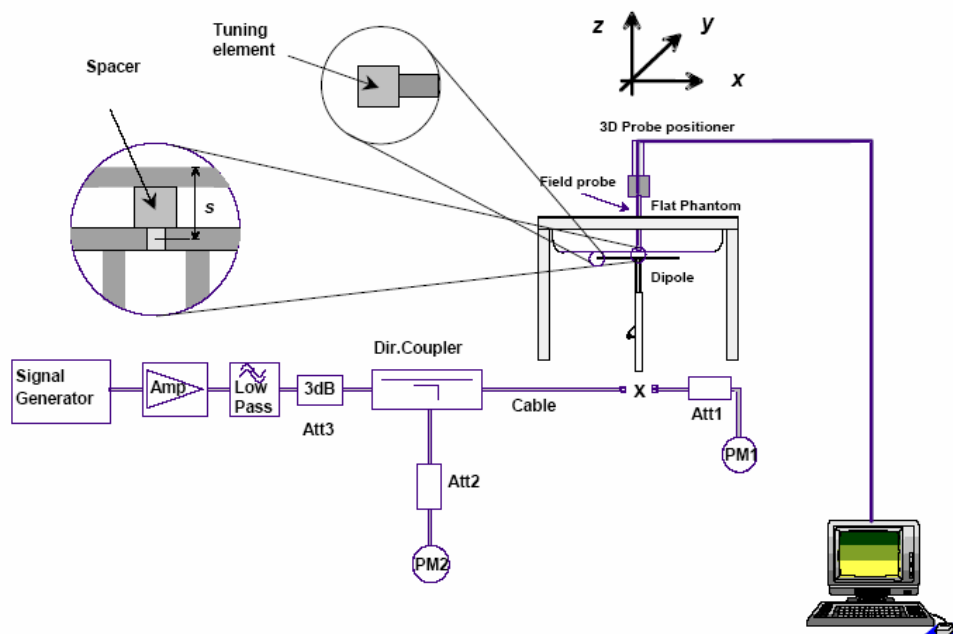 Tuning
element
Spacer
s
z
y
x
3D Probe positioner
Field probe
Flat Phantom
Dipole
Dir.Coupler
Signal
Generator
Amp
Low
Pass
3dB
Att3
Cable
X
Att1
PM1
Att2
PM2